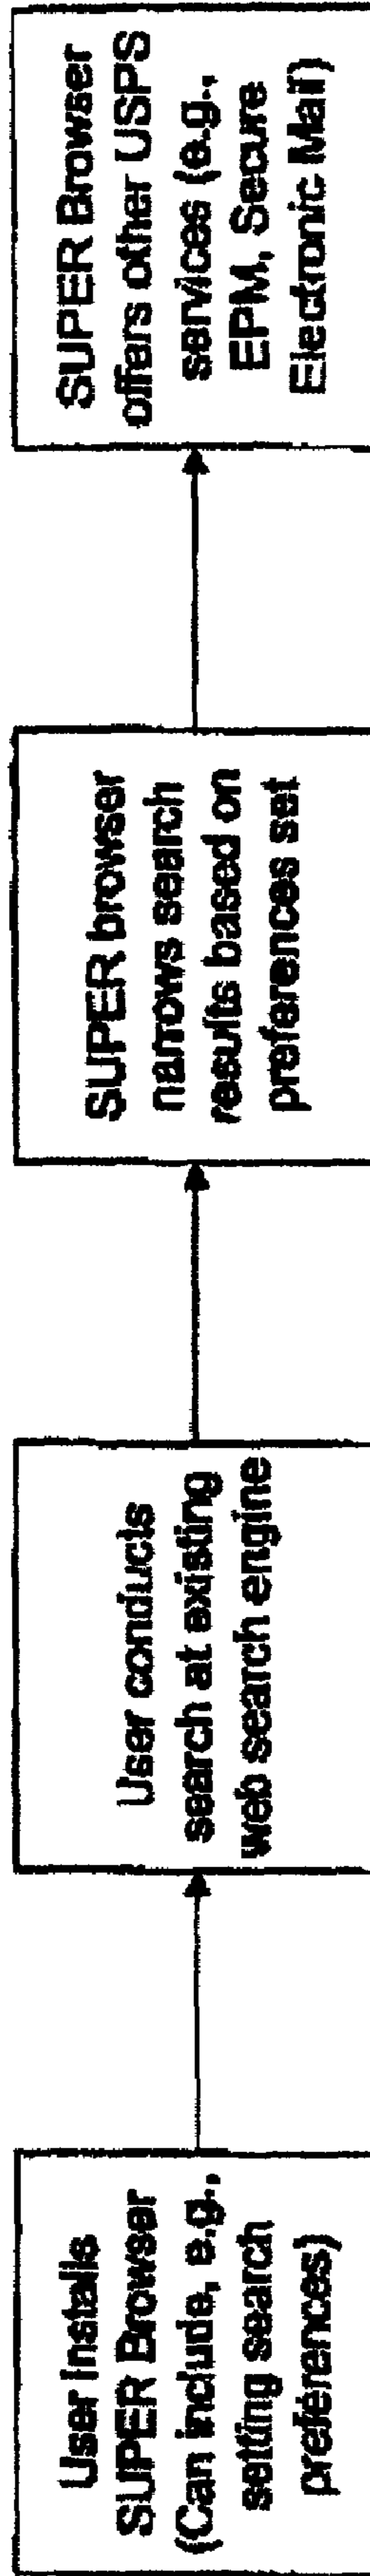 User installs
SUPER Browser
(Can include, e.g.,
setting search
preferences)
User conducts
search at existing
web search engine
SUPER browser
narrows search
results based on
preferences set
SUPER Browser
offers other USPS
services (e.g.,
EPM, Secure
Electronic Mail)